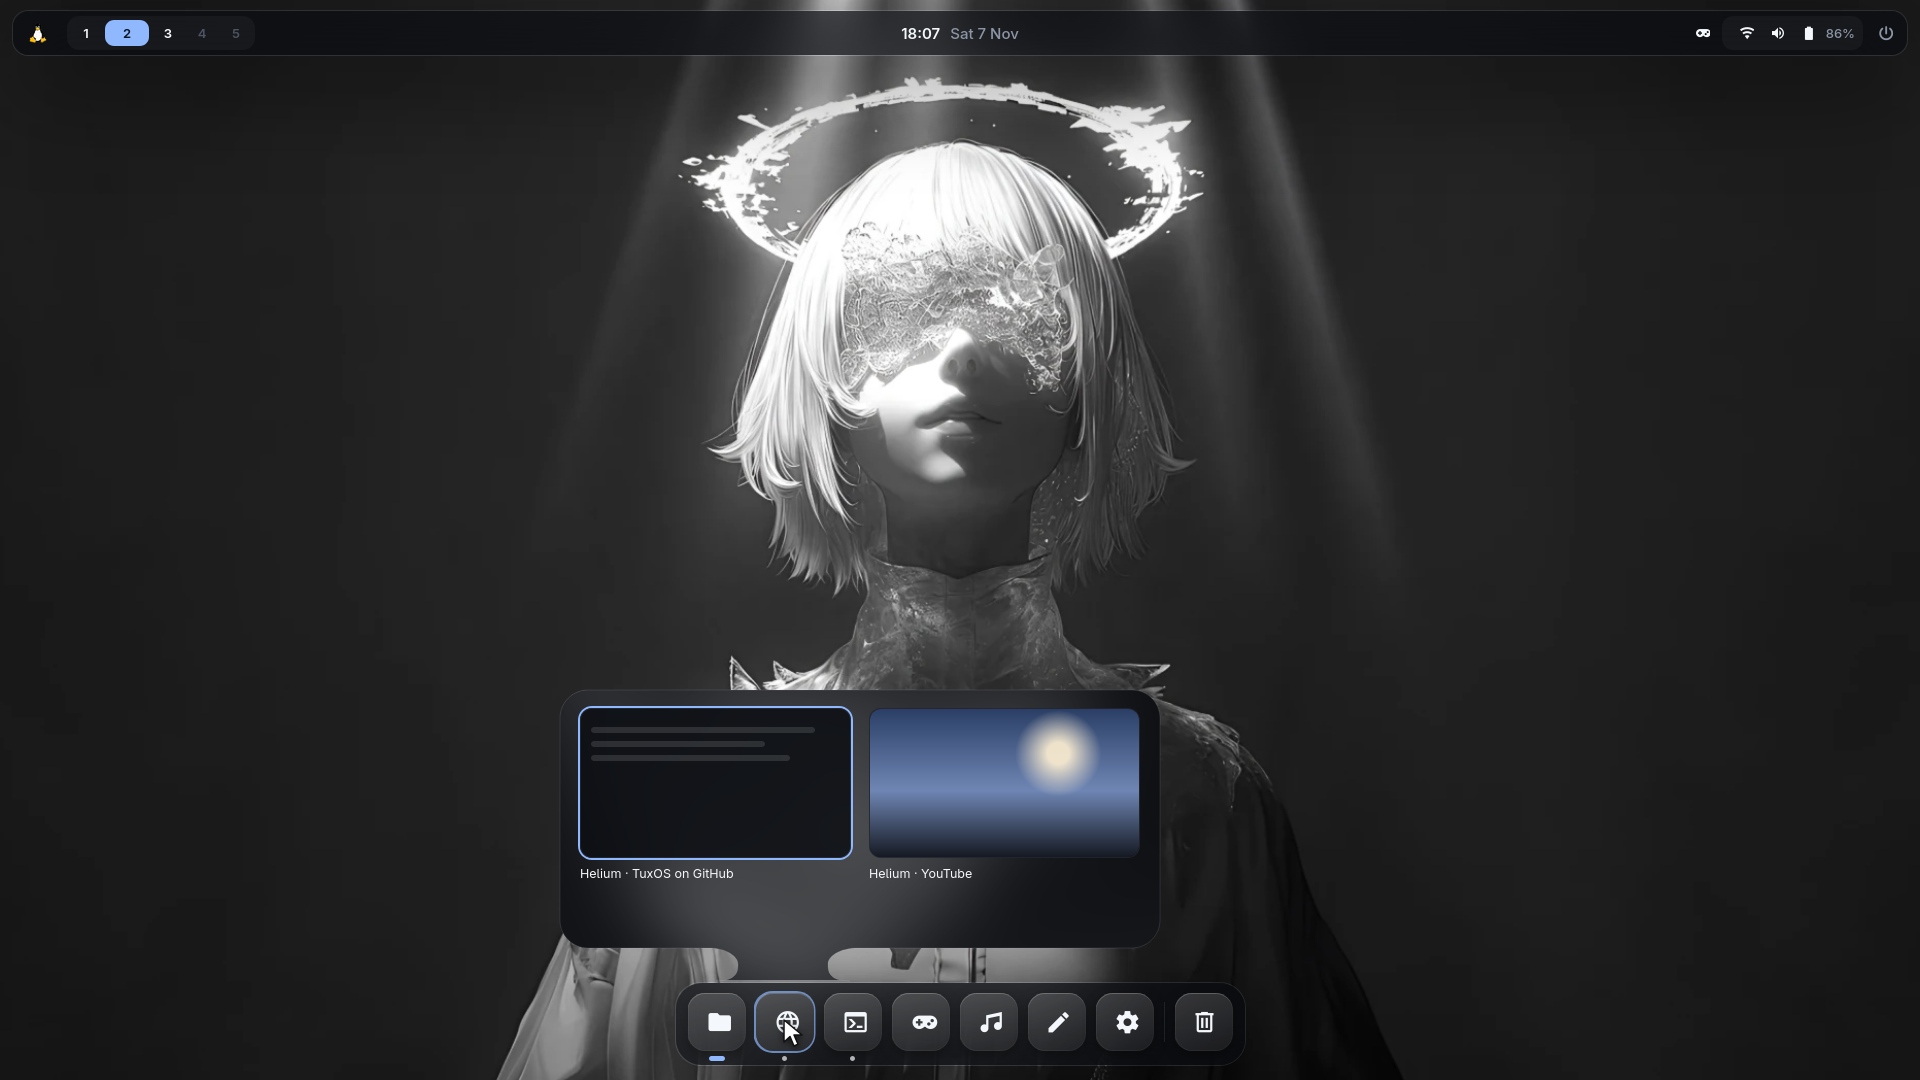 1 2 3 4 5
18:07 Sat 7 Nov
86%
Helium · TuxOS on GitHub
Helium · YouTube